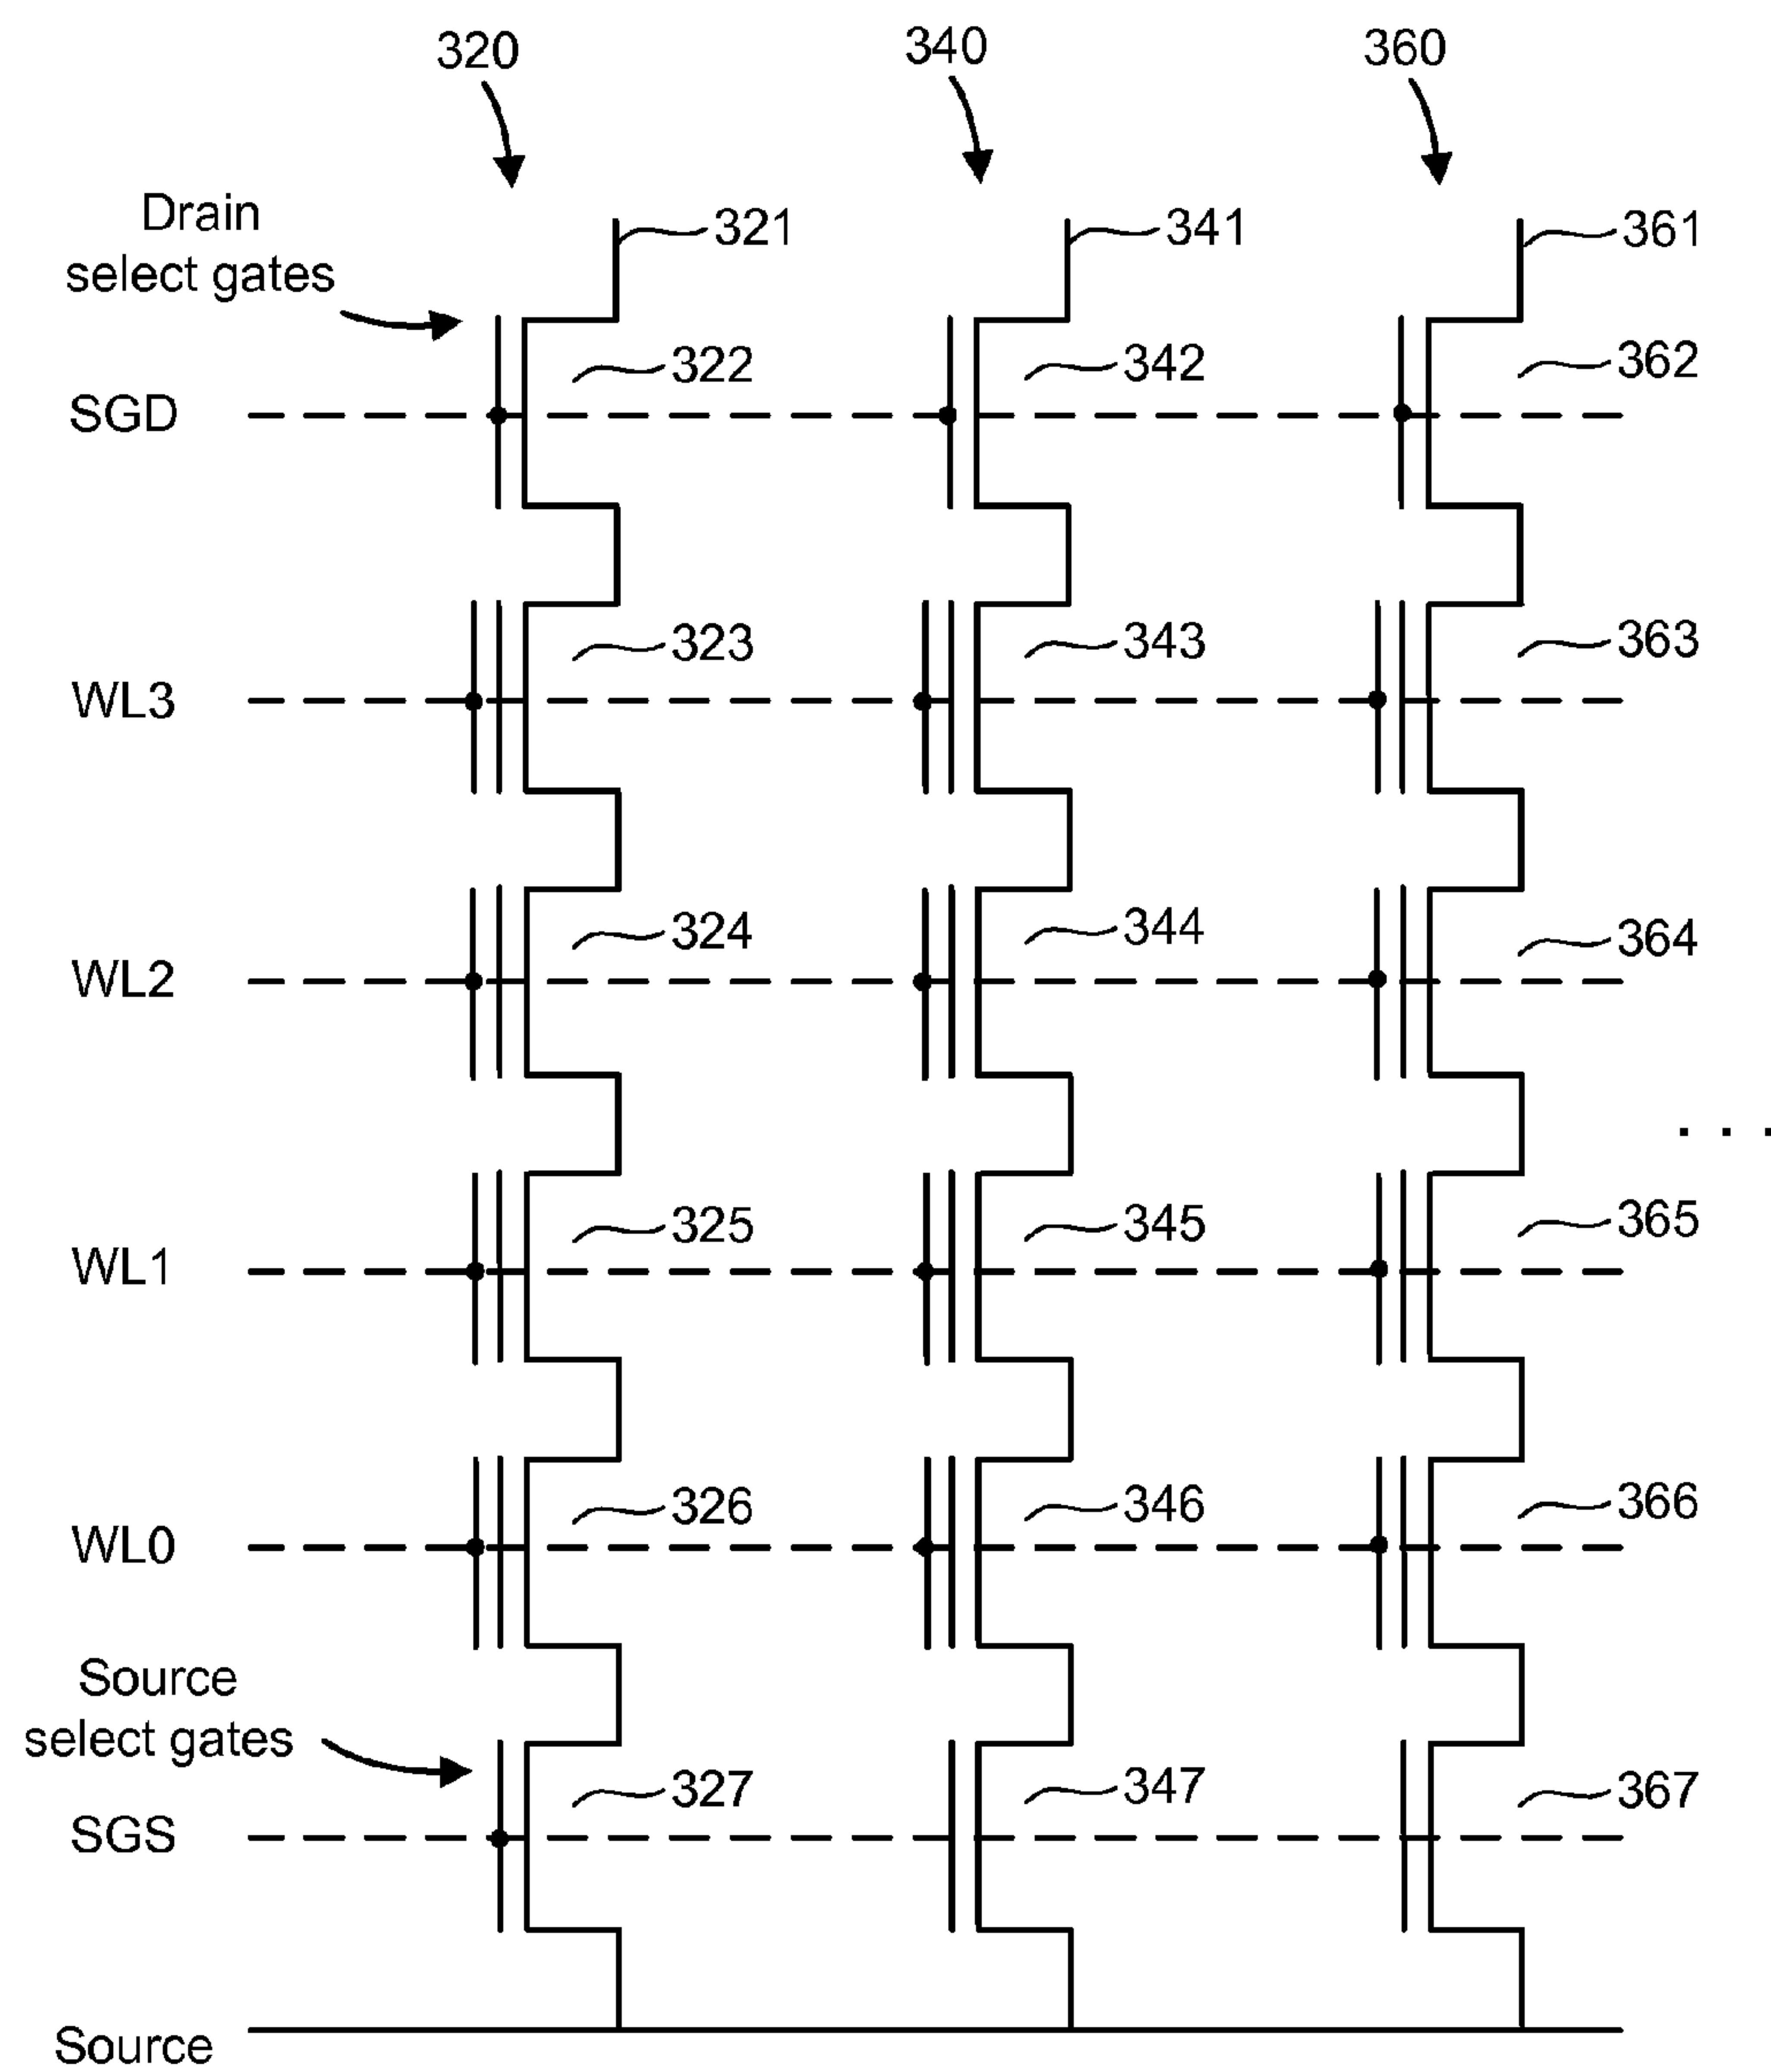 320 340 360
Drain
select gates
321 341 361
322 342 362
SGD
323 343 363
WL3
324 344 364
WL2
. . .
325 345 365
WL1
326 346 366
WL0
Source
select gates
327 347 367
SGS
Source